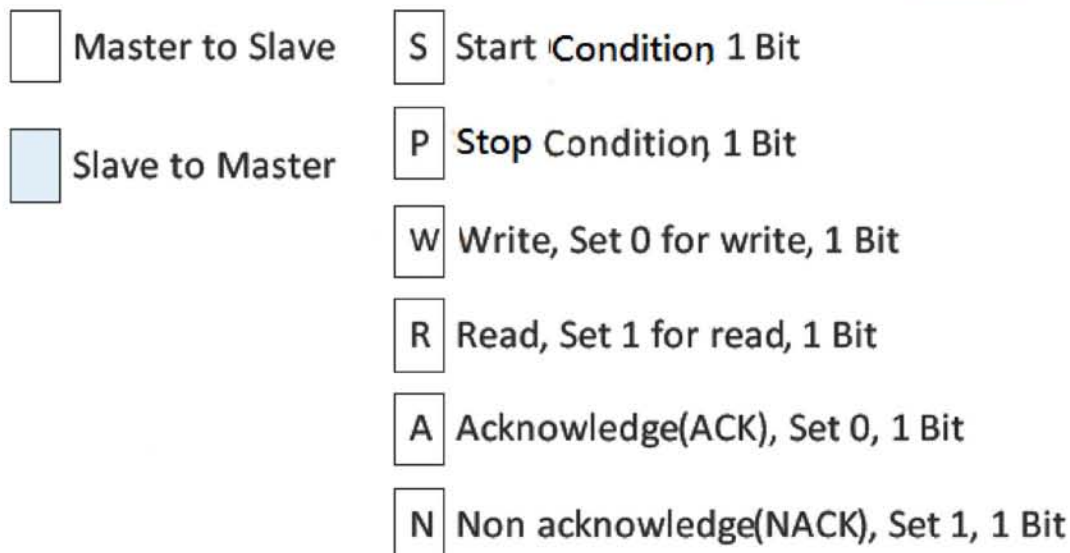 Master to Slave
Slave to Master
S Start Condition, 1 Bit
P Stop Condition, 1 Bit
W Write, Set 0 for write, 1 Bit
R Read, Set 1 for read, 1 Bit
A Acknowledge(ACK), Set 0, 1 Bit
N Non acknowledge(NACK), Set 1, 1 Bit